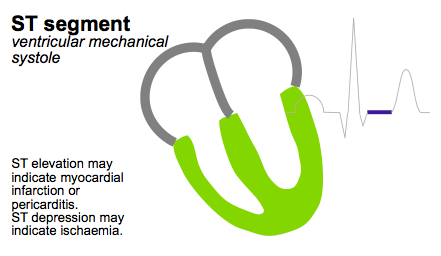 ST segment
ventricular mechanical
systole
ST elevation may
indicate myocardial
infarction or
pericarditis.
ST depression may
indicate ischaemia.